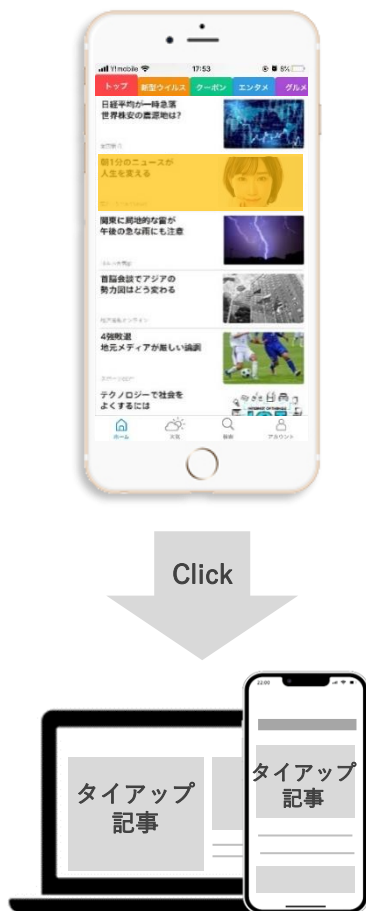 Y!mobile 17:53 8%
トップ 新型ウイルス クーポン エンタメ グルメ
日経平均が一時急落
世界株安の震源地は?
朝1分のニュースが
人生を変える
関東に局地的な雷が
午後の急な雨にも注意
首脳会談でアジアの
勢力図はどう変わる
4強敗退
地元メディアが厳しい論調
テクノロジーで社会を
よくするには
INTERNET OF THINGS
ホーム 天気 検索 アカウント
Click
22:00
タイアップ
記事
タイアップ
記事